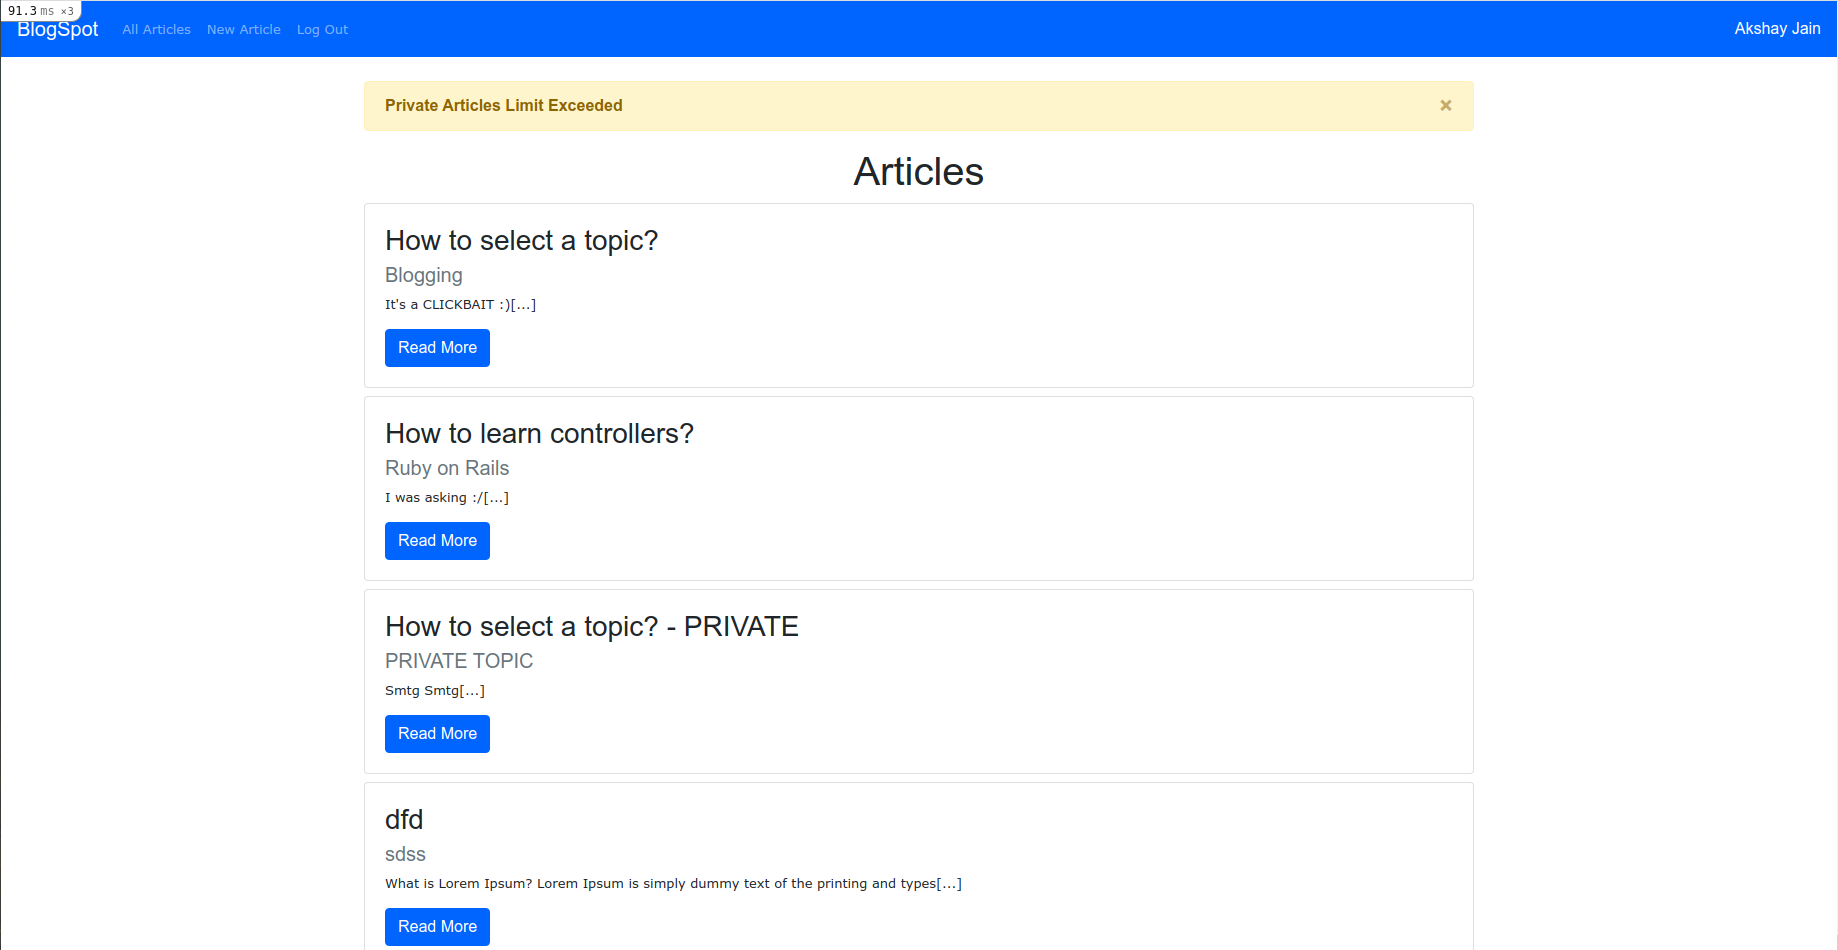 91.3 ms ×3
BlogSpot All Articles New Article Log Out Akshay Jain
Private Articles Limit Exceeded ×
Articles
How to select a topic?
Blogging
It's a CLICKBAIT :)[...]
Read More
How to learn controllers?
Ruby on Rails
I was asking :/[...]
Read More
How to select a topic? - PRIVATE
PRIVATE TOPIC
Smtg Smtg[...]
Read More
dfd
sdss
What is Lorem Ipsum? Lorem Ipsum is simply dummy text of the printing and types[...]
Read More